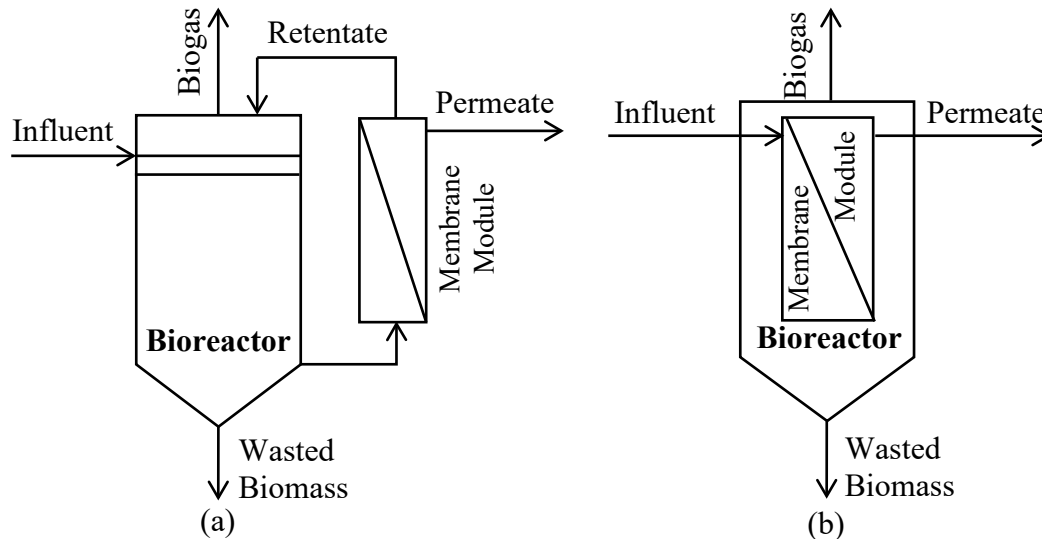 Biogas
Retentate
Influent
Permeate
Membrane
Module
Bioreactor
Wasted
Biomass
(a)
Biogas
Influent
Permeate
Membrane
Module
Bioreactor
Wasted
Biomass
(b)